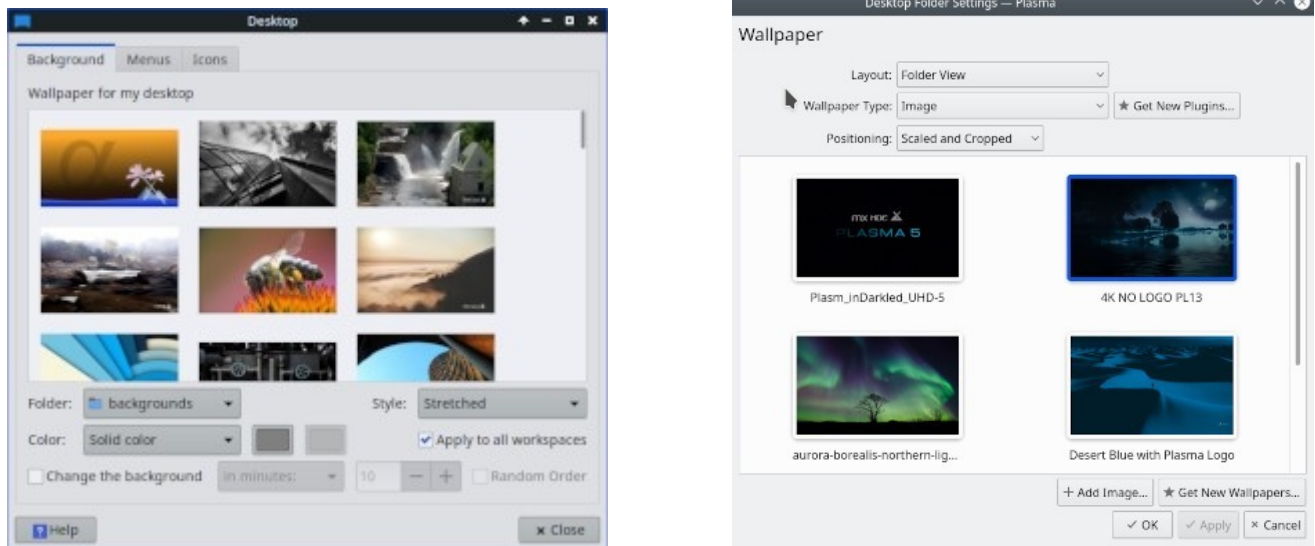 Desktop
Background Menus Icons
Wallpaper for my desktop
α
Folder: backgrounds Style: Stretched
Color: Solid color Apply to all workspaces
Change the background in minutes: 10 Random Order
Help Close
Desktop Folder Settings — Plasma
Wallpaper
Layout: Folder View
Wallpaper Type: Image Get New Plugins...
Positioning: Scaled and Cropped
MX KDE
PLASMA 5
Plasm_inDarkled_UHD-5 4K NO LOGO PL13
aurora-borealis-northern-lig... Desert Blue with Plasma Logo
+ Add Image... Get New Wallpapers...
OK Apply Cancel